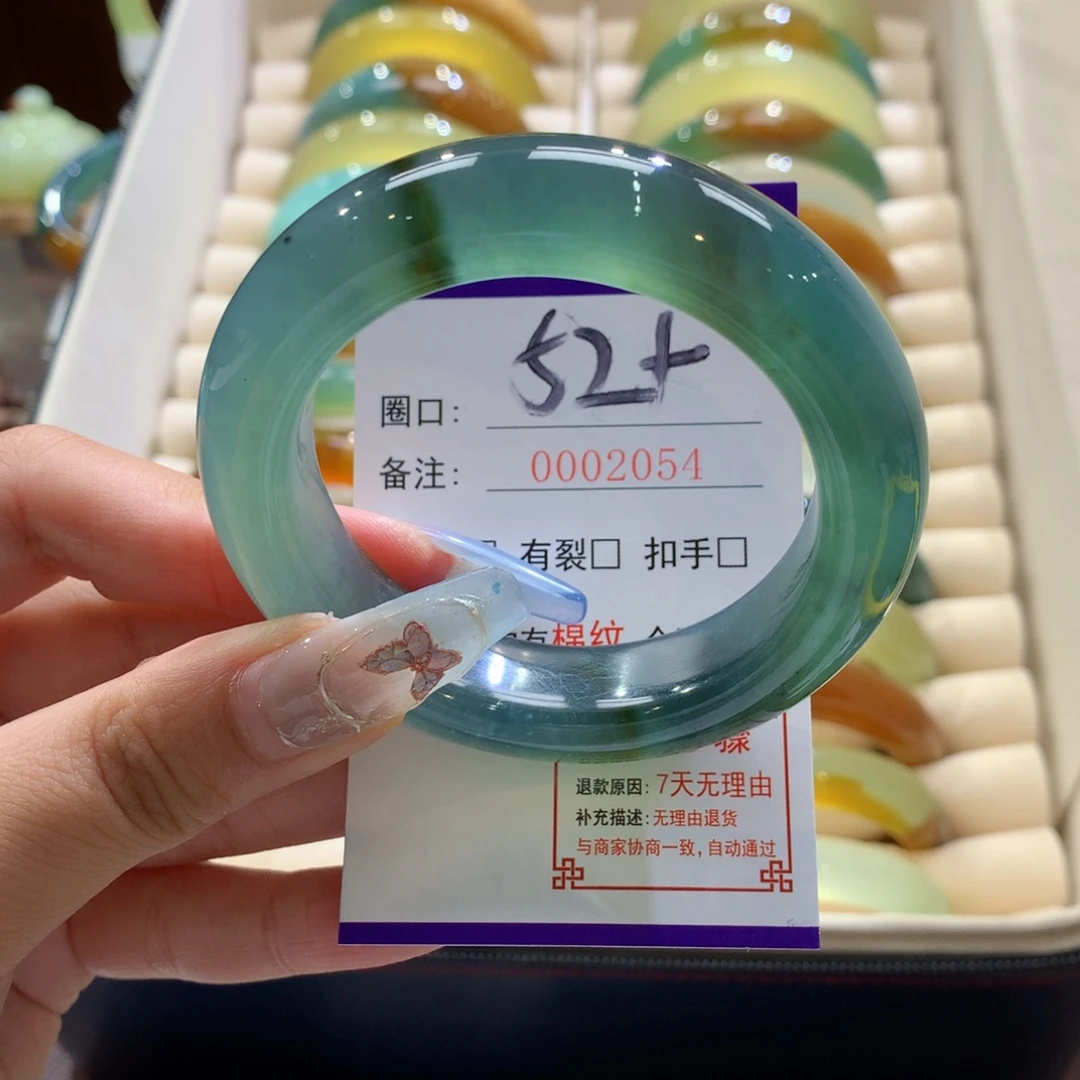 圈口: 52+
备注: 0002054
有裂□ 扣手□
有棉纹
骤
退款原因: 7天无理由
补充描述: 无理由退货
与商家协商一致, 自动通过